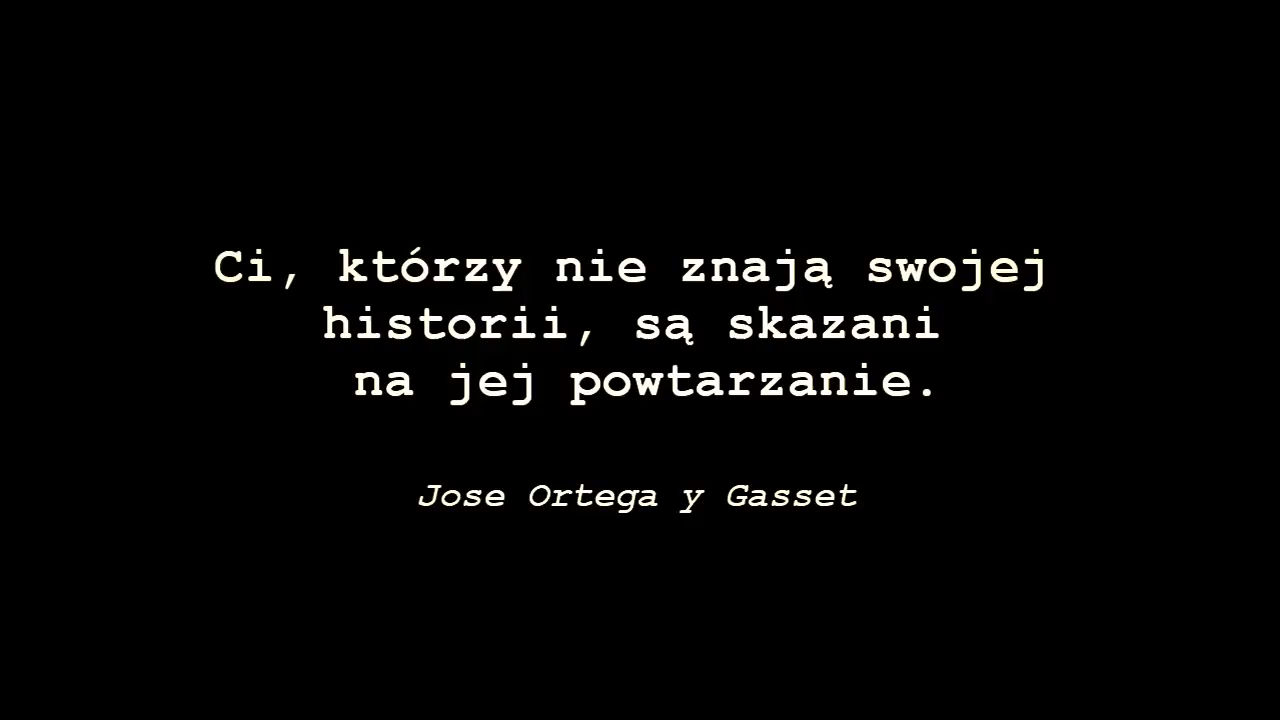 Ci, którzy nie znają swojej
historii, są skazani
na jej powtarzanie.
Jose Ortega y Gasset